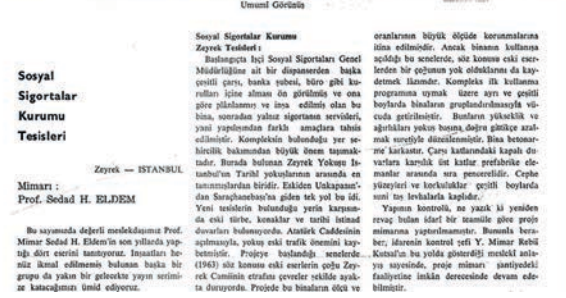 Umumî Görünüş
Sosyal
Sigortalar
Kurumu
Tesisleri
Zeyrek — ISTANBUL
Mimarı :
Prof. Sedad H. ELDEM
Bu sayımızda değerli meslekdaşımız Prof.
Mimar Sedad H. Eldem'in son yıllarda yap-
tığı dört eserini tanıtıyoruz. İnşaatları he-
nüz ikmal edilmemiş bulunan başka bir
grubu da yakın bir gelecekte yayın serimi-
ze katacağımızı ümid ediyoruz.
Sosyal Sigortalar Kurumu
Zeyrek Tesisleri :
Başlangıçta İşçi Sosyal Sigortaları Genel
Müdürlüğüne ait bir dispanserden başka
çeşitli çarşı, banka şubesi, büro gibi ku-
rulları içine alması ön görülmüş ve ona
göre plânlanmış ve inşa edilmiş olan bu
bina, sonradan yalnız sigortanın servisleri,
yani yapılışından farklı amaçlara tahsis
edilmiştir. Kompleksin bulunduğu yer şe-
hircilik bakımından büyük önem taşımak-
tadır. Burada bulunan Zeyrek Yokuşu İs-
tanbul'un Tarihî yokuşlarının arasında en
tanınmışlardan biridir. Eskiden Unkapanın'-
dan Saraçhanebaşı'na giden tek yol bu idi.
Yeni tesislerin bulunduğu yerin karşısın-
da eski türbe, konaklar ve tarihî istinad
duvarları bulunuyordu. Atatürk Caddesinin
açılmasıyla, yokuş eski trafik önemini kay-
betmiştir. Projeye başlandığı senelerde
(1963) söz konusu eski eserlerin çoğu Zey-
rek Camiinin etrafını çevreler şekilde ayak-
ta duruyordu. Projede bu binaların ölçü ve
oranlarının büyük ölçüde korunmalarına
itina edilmişdir. Ancak binanın kullanışa
açıldığı bu senelerde, söz konusu eski eser-
lerden bir çoğunun yok olduklarını da kay-
detmek lâzımdır. Kompleks ilk kullanma
programına uymak üzere ayrı ve çeşitli
boylarda binaların gruplandırılmasıyla vü-
cuda getirilmiştir. Bunların yükseklik ve
ağırlıkları yokuş başına doğru gittikçe azal-
mak suretiyle düzenlenmiştir. Bina betonar-
me karkastır. Çarşı katlarındaki kapalı du-
varlara karşılık üst katlar prefabrike ele-
manlar arasında sıra pencerelidir. Cephe
yüzeyleri ve korkuluklar çeşitli boylarda
suni taş levhalarla kaplıdır.
Yapının kontrolü, ne yazık ki yeniden
revaç bulan idarî bir teamüle göre proje
mimarına yaptırılmamıştır. Bununla bera-
ber, idarenin kontrol şefi Y. Mimar Rebii
Kutsal'ın bu yolda gösterdiği meslekî anla-
yış sayesinde, proje mimarı şantiyedeki
faaliyetine imkân derecesinde devam ede-
bilmiştir.